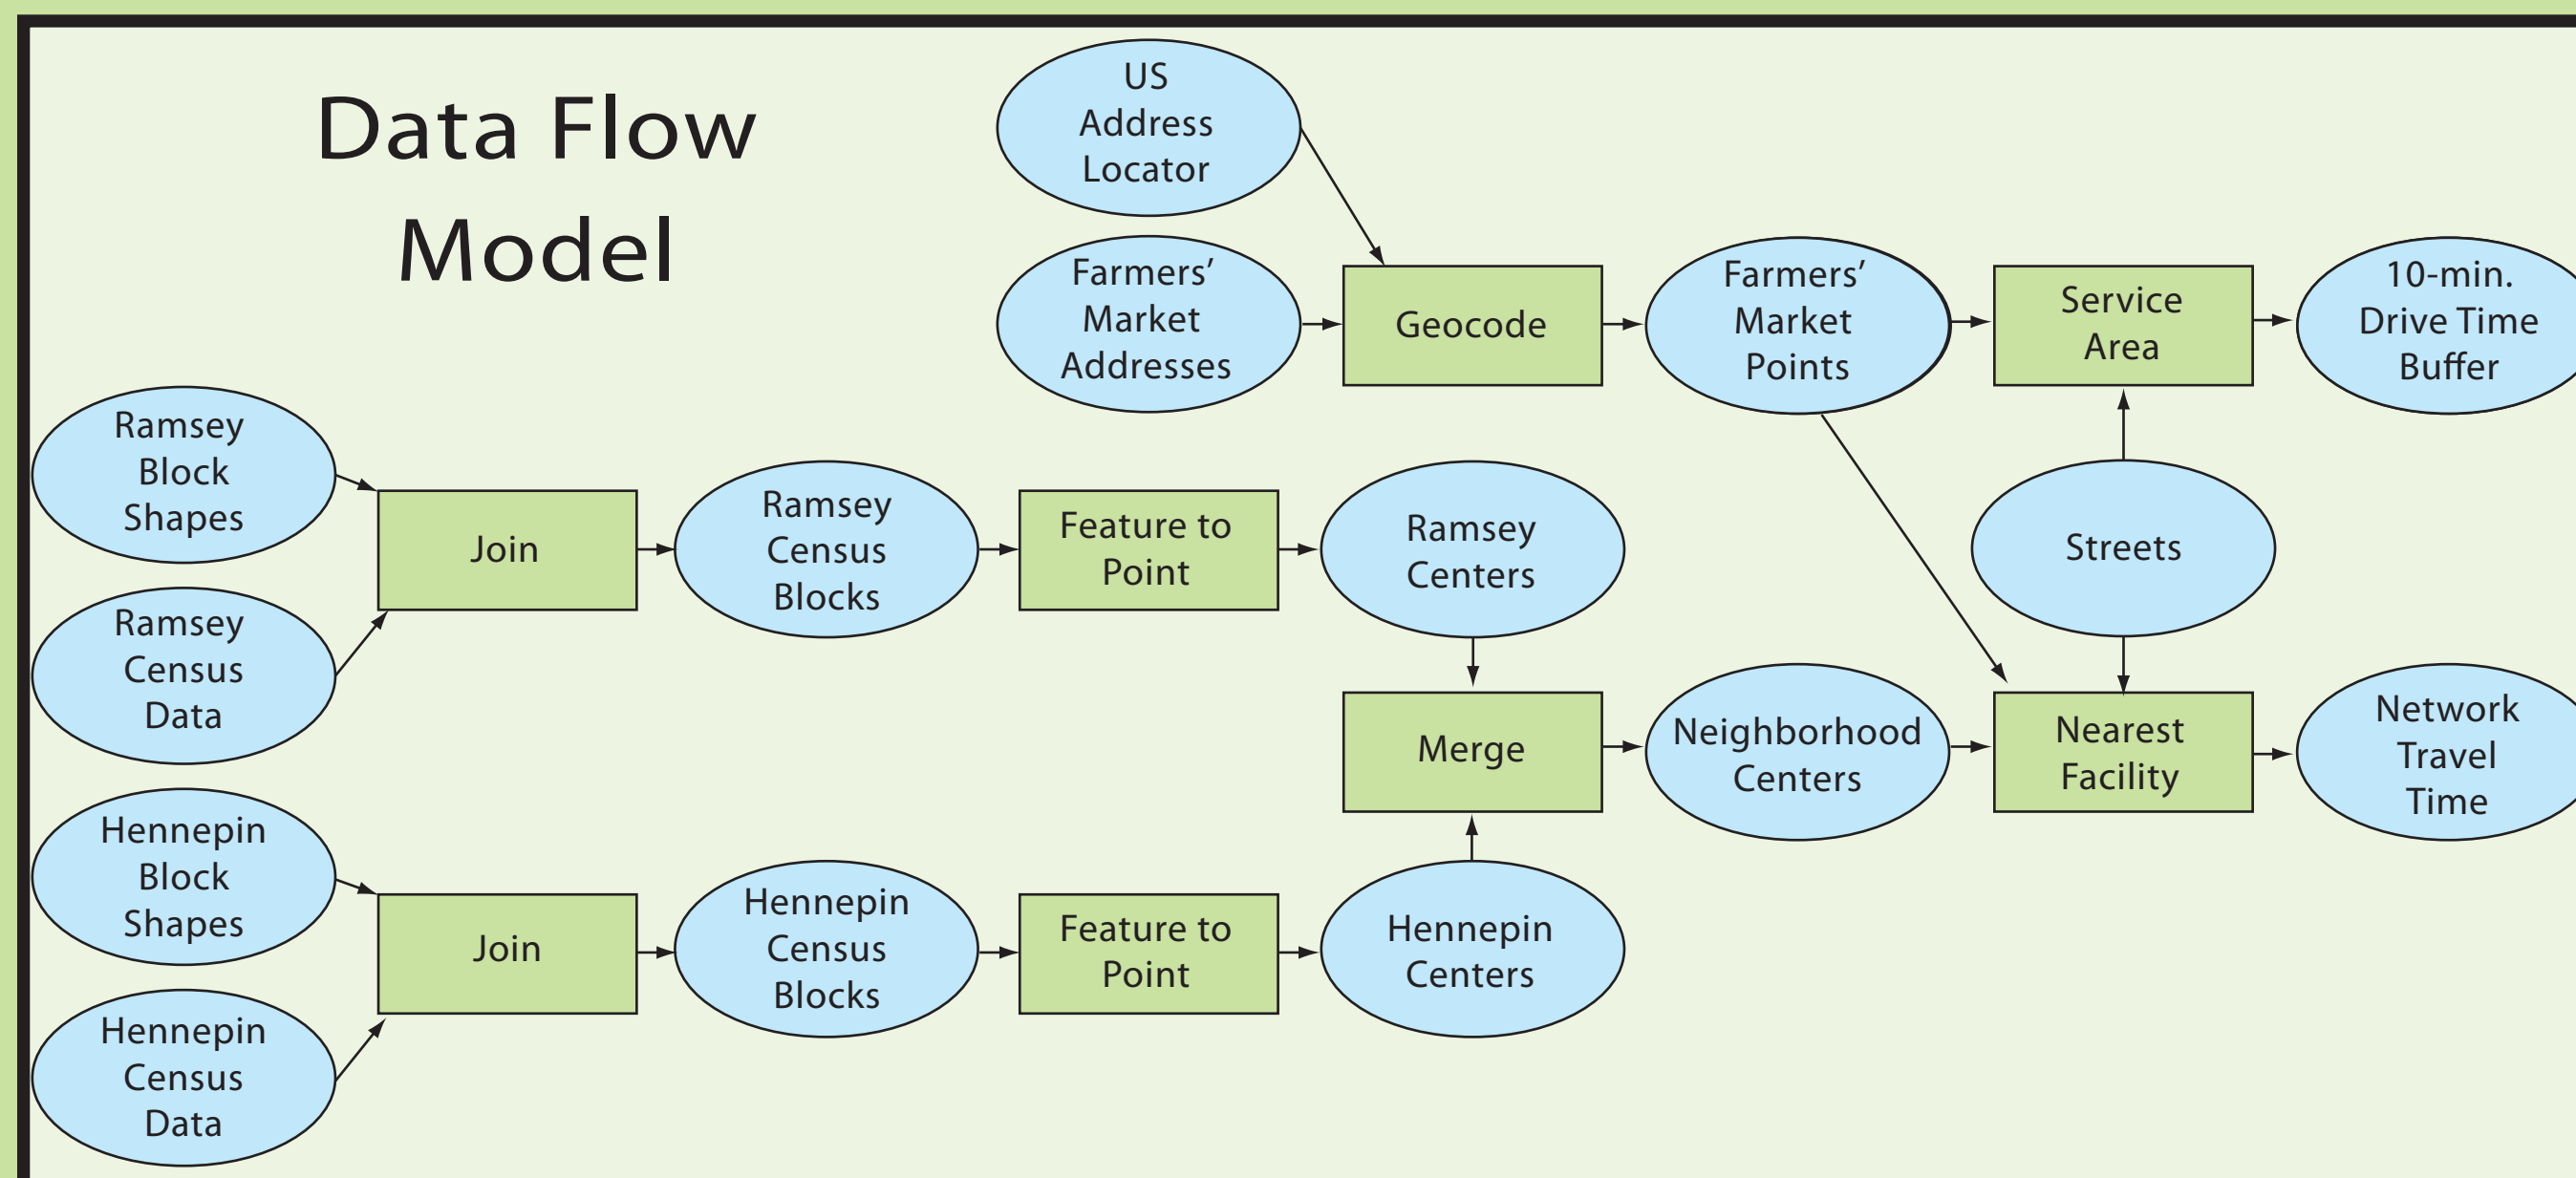 Data Flow
Model
US
Address
Locator
Farmers’
Market
Addresses
Geocode
Farmers’
Market
Points
Service
Area
10-min.
Drive Time
Buffer
Ramsey
Block
Shapes
Ramsey
Census
Data
Join
Ramsey
Census
Blocks
Feature to
Point
Ramsey
Centers
Streets
Merge
Neighborhood
Centers
Nearest
Facility
Network
Travel
Time
Hennepin
Block
Shapes
Hennepin
Census
Data
Join
Hennepin
Census
Blocks
Feature to
Point
Hennepin
Centers